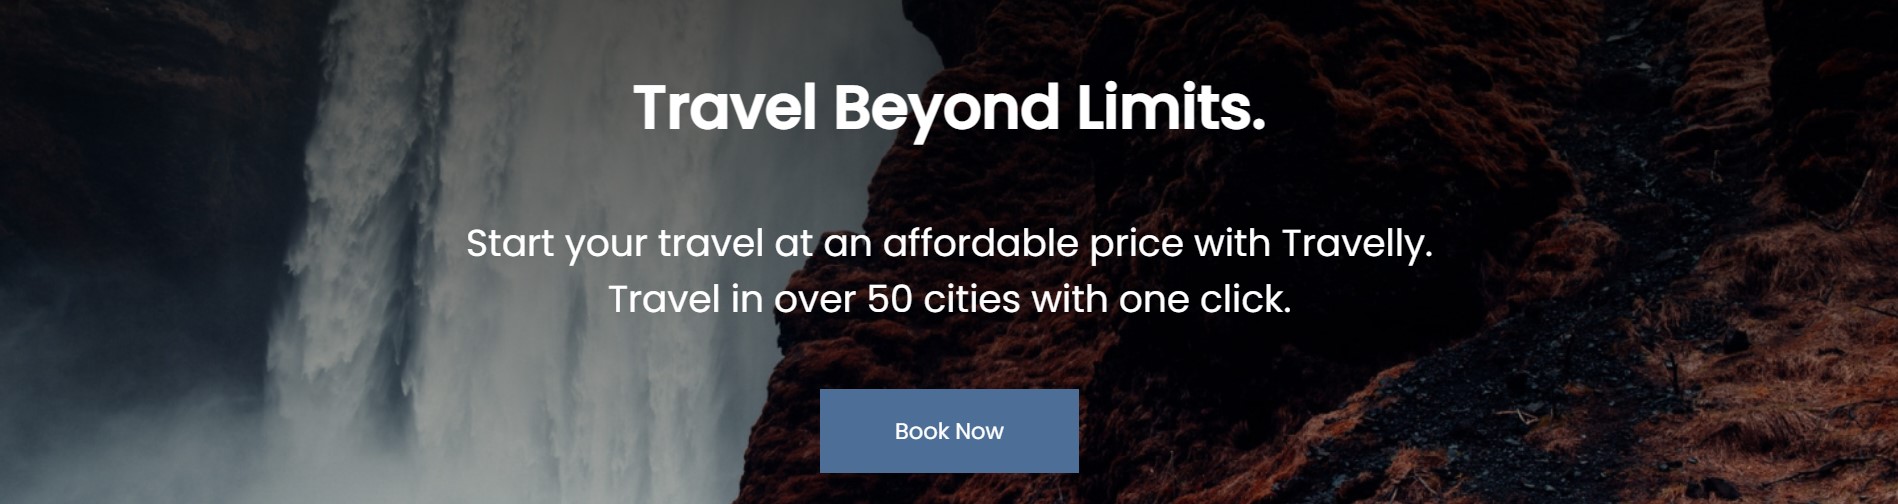 Travel Beyond Limits.
Start your travel at an affordable price with Travelly.
Travel in over 50 cities with one click.
Book Now